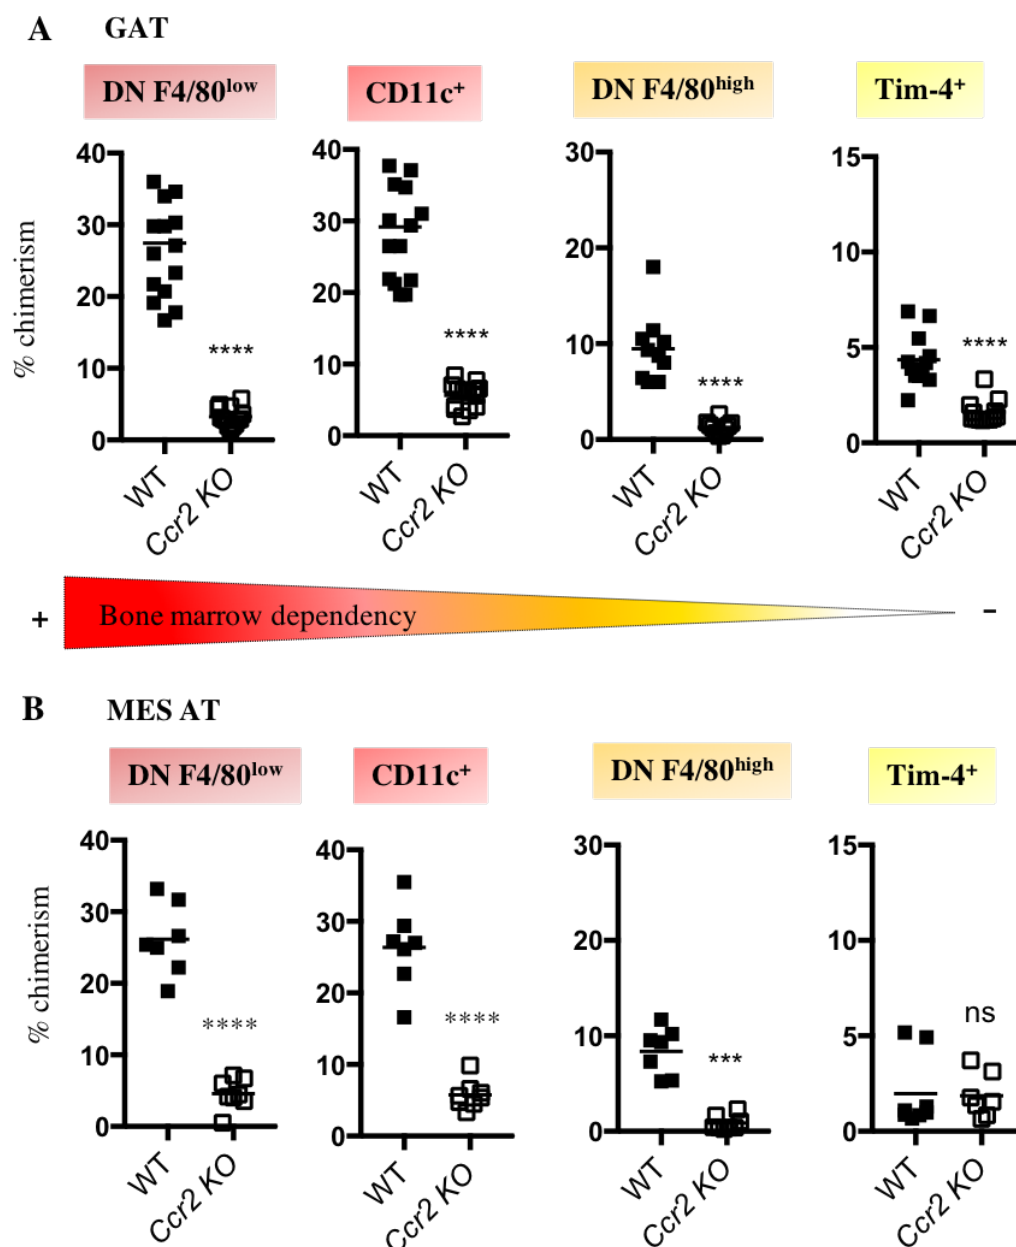 A GAT
DN F4/80low CD11c+ DN F4/80high Tim-4+
% chimerism
40
30
20
10
0
****
WT
Ccr2 KO
40
30
20
10
0
****
WT
Ccr2 KO
30
20
10
0
****
WT
Ccr2 KO
15
10
5
0
****
WT
Ccr2 KO
+ Bone marrow dependency −
B MES AT
DN F4/80low CD11c+ DN F4/80high Tim-4+
% chimerism
40
30
20
10
0
****
WT
Ccr2 KO
40
30
20
10
0
****
WT
Ccr2 KO
30
20
10
0
***
WT
Ccr2 KO
15
10
5
0
ns
WT
Ccr2 KO